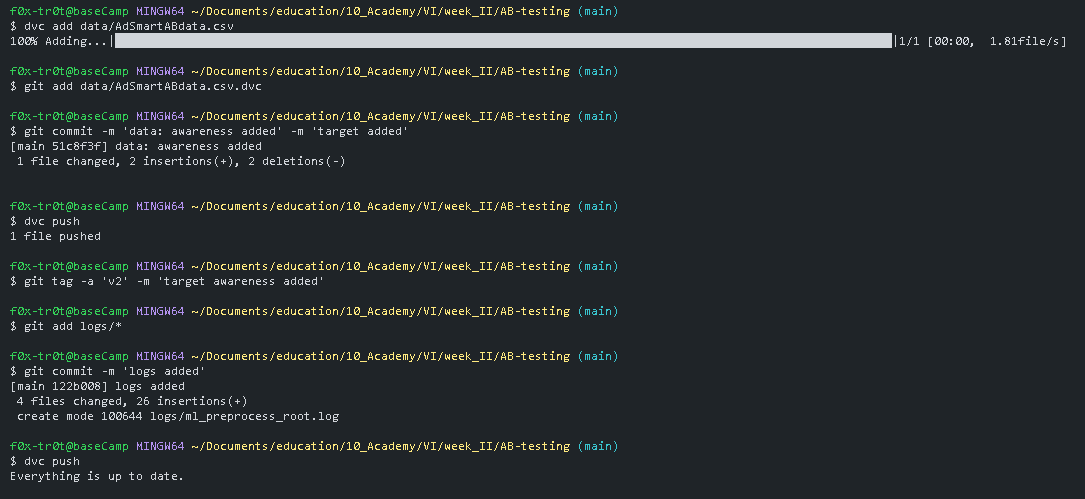 f0x-tr0t@baseCamp MINGW64 ~/Documents/education/10_Academy/VI/week_II/AB-testing (main)
$ dvc add data/AdSmartABdata.csv
100% Adding...|██████████|1/1 [00:00,  1.81file/s]
f0x-tr0t@baseCamp MINGW64 ~/Documents/education/10_Academy/VI/week_II/AB-testing (main)
$ git add data/AdSmartABdata.csv.dvc
f0x-tr0t@baseCamp MINGW64 ~/Documents/education/10_Academy/VI/week_II/AB-testing (main)
$ git commit -m 'data: awareness added' -m 'target added'
[main 51c8f3f] data: awareness added
 1 file changed, 2 insertions(+), 2 deletions(-)
f0x-tr0t@baseCamp MINGW64 ~/Documents/education/10_Academy/VI/week_II/AB-testing (main)
$ dvc push
1 file pushed
f0x-tr0t@baseCamp MINGW64 ~/Documents/education/10_Academy/VI/week_II/AB-testing (main)
$ git tag -a 'v2' -m 'target awareness added'
f0x-tr0t@baseCamp MINGW64 ~/Documents/education/10_Academy/VI/week_II/AB-testing (main)
$ git add logs/*
f0x-tr0t@baseCamp MINGW64 ~/Documents/education/10_Academy/VI/week_II/AB-testing (main)
$ git commit -m 'logs added'
[main 122b008] logs added
 4 files changed, 26 insertions(+)
 create mode 100644 logs/ml_preprocess_root.log
f0x-tr0t@baseCamp MINGW64 ~/Documents/education/10_Academy/VI/week_II/AB-testing (main)
$ dvc push
Everything is up to date.